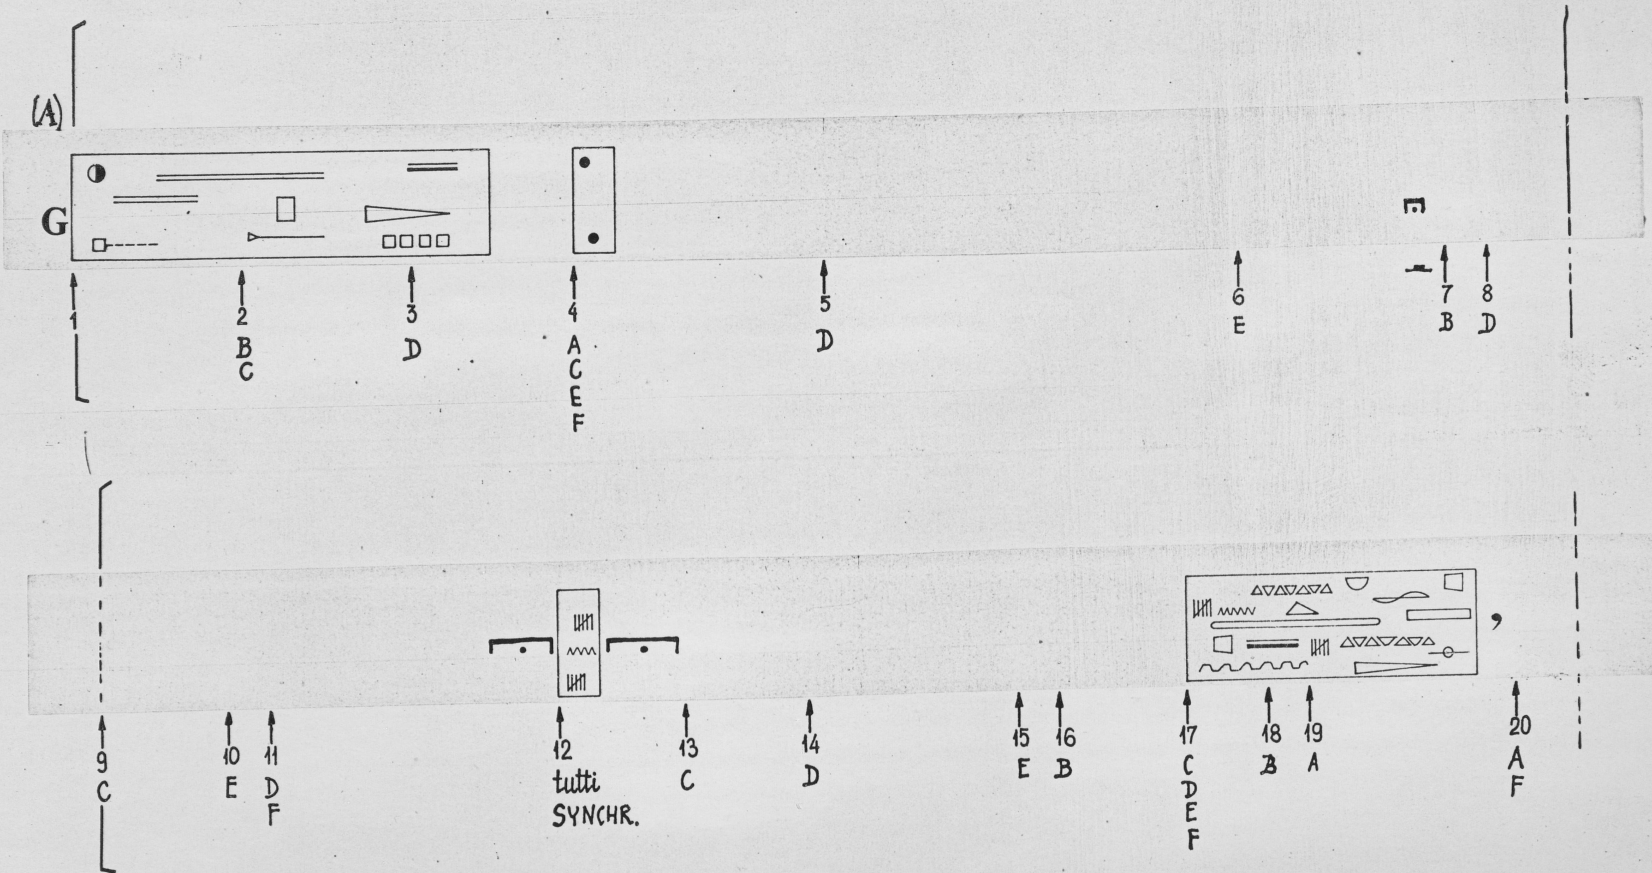 (A)
G
1 2 3 4 5 6 7 8
B D A D E B D
C C
E
F
9 10 11 12 13 14 15 16 17 18 19 20
C E D tutti C D E B C B A A
F SYNCHR. D F
E
F